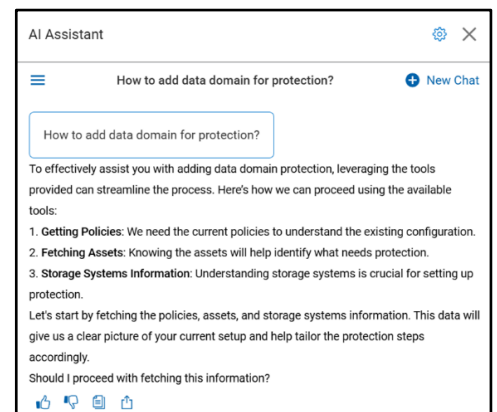 AI Assistant
How to add data domain for protection?
New Chat
How to add data domain for protection?
To effectively assist you with adding data domain protection, leveraging the tools
provided can streamline the process. Here's how we can proceed using the available
tools:
1. Getting Policies: We need the current policies to understand the existing configuration.
2. Fetching Assets: Knowing the assets will help identify what needs protection.
3. Storage Systems Information: Understanding storage systems is crucial for setting up
protection.
Let's start by fetching the policies, assets, and storage systems information. This data will
give us a clear picture of your current setup and help tailor the protection steps
accordingly.
Should I proceed with fetching this information?